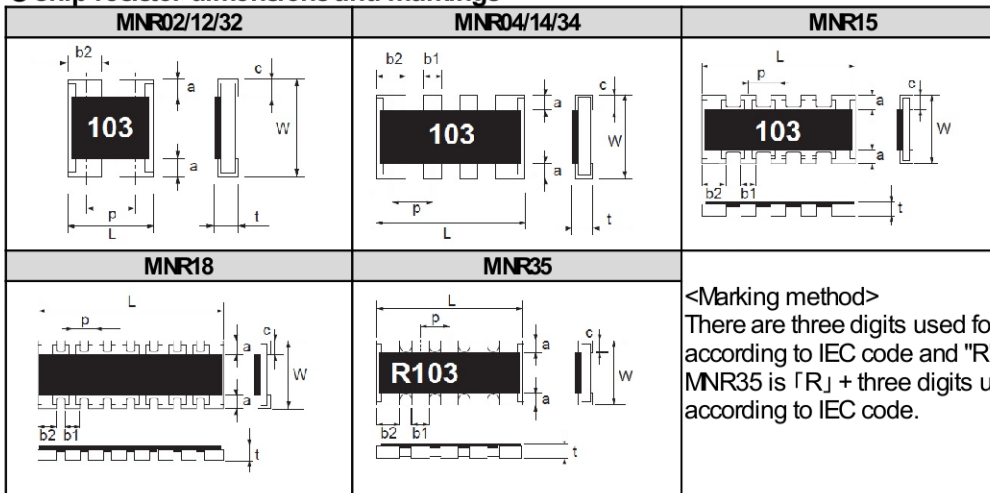 MNR02/12/32
MNR04/14/34
MNR15
b2
c
a
103
W
a
p
L
t
b2
b1
c
a
103
W
a
p
L
t
L
p
c
a
103
W
a
b2
b1
t
MNR18
MNR35
L
p
c
a
W
a
b2
b1
t
L
p
c
a
R103
W
a
b2
b1
t
<Marking method>
There are three digits used fo
according to IEC code and "R"
MNR35 is「R」+ three digits u
according to IEC code.